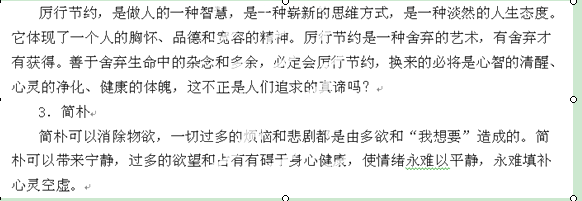 厉行节约，是做人的一种智慧，是一种崭新的思维方式，是一种淡然的人生态度。
它体现了一个人的胸怀、品德和宽容的精神。厉行节约是一种舍弃的艺术，有舍弃才
有获得。善于舍弃生命中的杂念和多余，必定会厉行节约，换来的必将是心智的清醒、
心灵的净化、健康的体魄，这不正是人们追求的真谛吗？
3．简朴
简朴可以消除物欲，一切过多的烦恼和悲剧都是由多欲和“我想要”造成的。简
朴可以带来宁静，过多的欲望和占有有碍于身心健康，使情绪永难以平静，永难填补
心灵空虚。